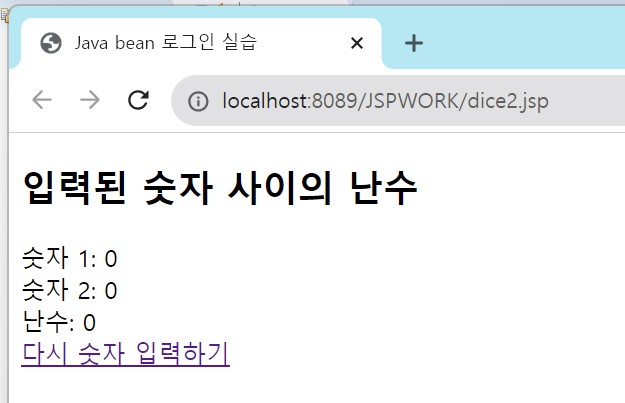 Java bean 로그인 실습
localhost:8089/JSPWORK/dice2.jsp
입력된 숫자 사이의 난수
숫자 1: 0
숫자 2: 0
난수: 0
다시 숫자 입력하기